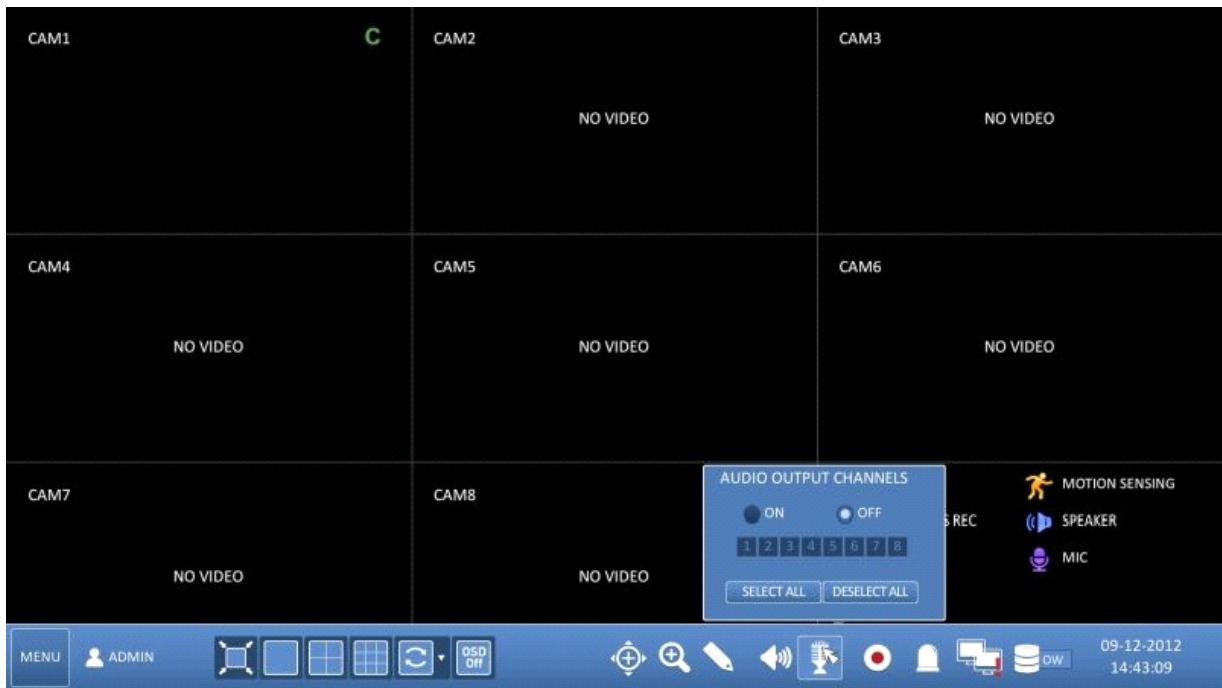 CAM1 C CAM2 CAM3
NO VIDEO NO VIDEO
CAM4 CAM5 CAM6
NO VIDEO NO VIDEO NO VIDEO
CAM7 CAM8
NO VIDEO NO VIDEO
AUDIO OUTPUT CHANNELS
ON OFF
1 2 3 4 5 6 7 8
SELECT ALL DESELECT ALL
MOTION SENSING
REC SPEAKER
MIC
MENU ADMIN OSD Off OW 09-12-2012
14:43:09